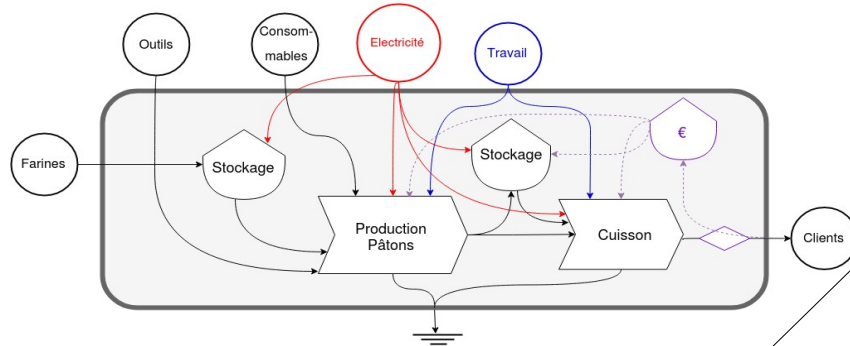 Outils
Consom-
mables
Electricité
Travail
Farines
Stockage
Stockage
€
Production
Pâtons
Cuisson
Clients